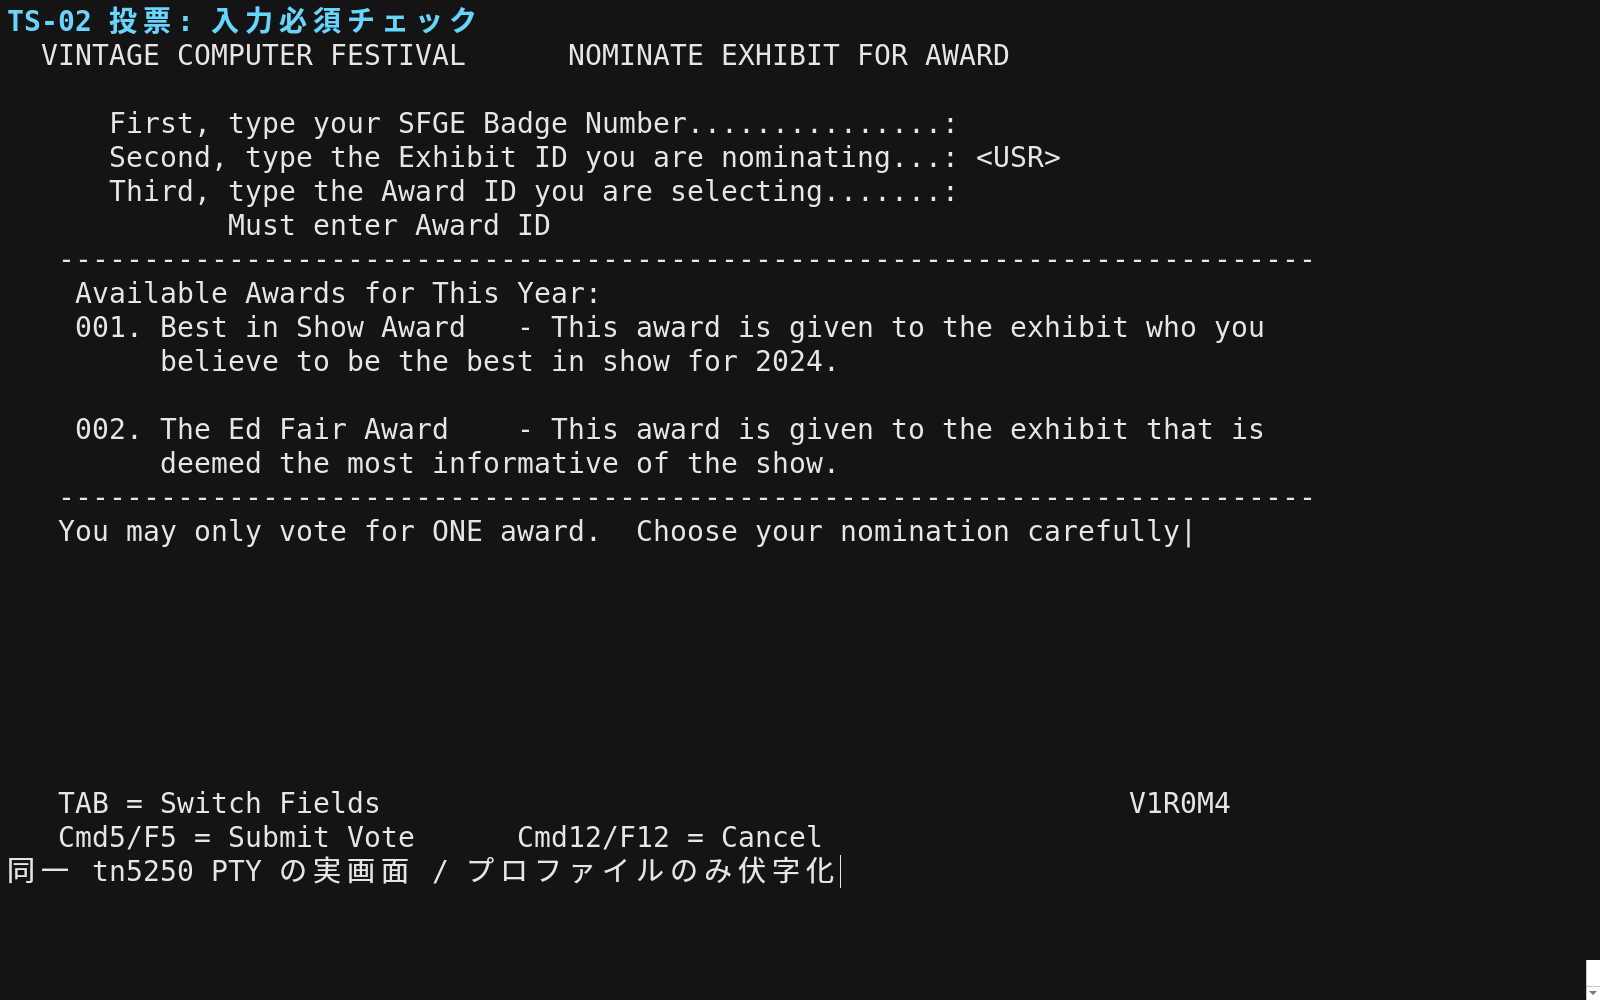 TS-02 投票: 入力必須チェック
VINTAGE COMPUTER FESTIVAL      NOMINATE EXHIBIT FOR AWARD
First, type your SFGE Badge Number...............:
Second, type the Exhibit ID you are nominating...: <USR>
Third, type the Award ID you are selecting.......:
Must enter Award ID
--------------------------------------------------------------------------
Available Awards for This Year:
001. Best in Show Award   - This award is given to the exhibit who you
believe to be the best in show for 2024.
002. The Ed Fair Award    - This award is given to the exhibit that is
deemed the most informative of the show.
--------------------------------------------------------------------------
You may only vote for ONE award.  Choose your nomination carefully|
TAB = Switch Fields                                            V1R0M4
Cmd5/F5 = Submit Vote      Cmd12/F12 = Cancel
同一 tn5250 PTY の実画面 / プロファイルのみ伏字化